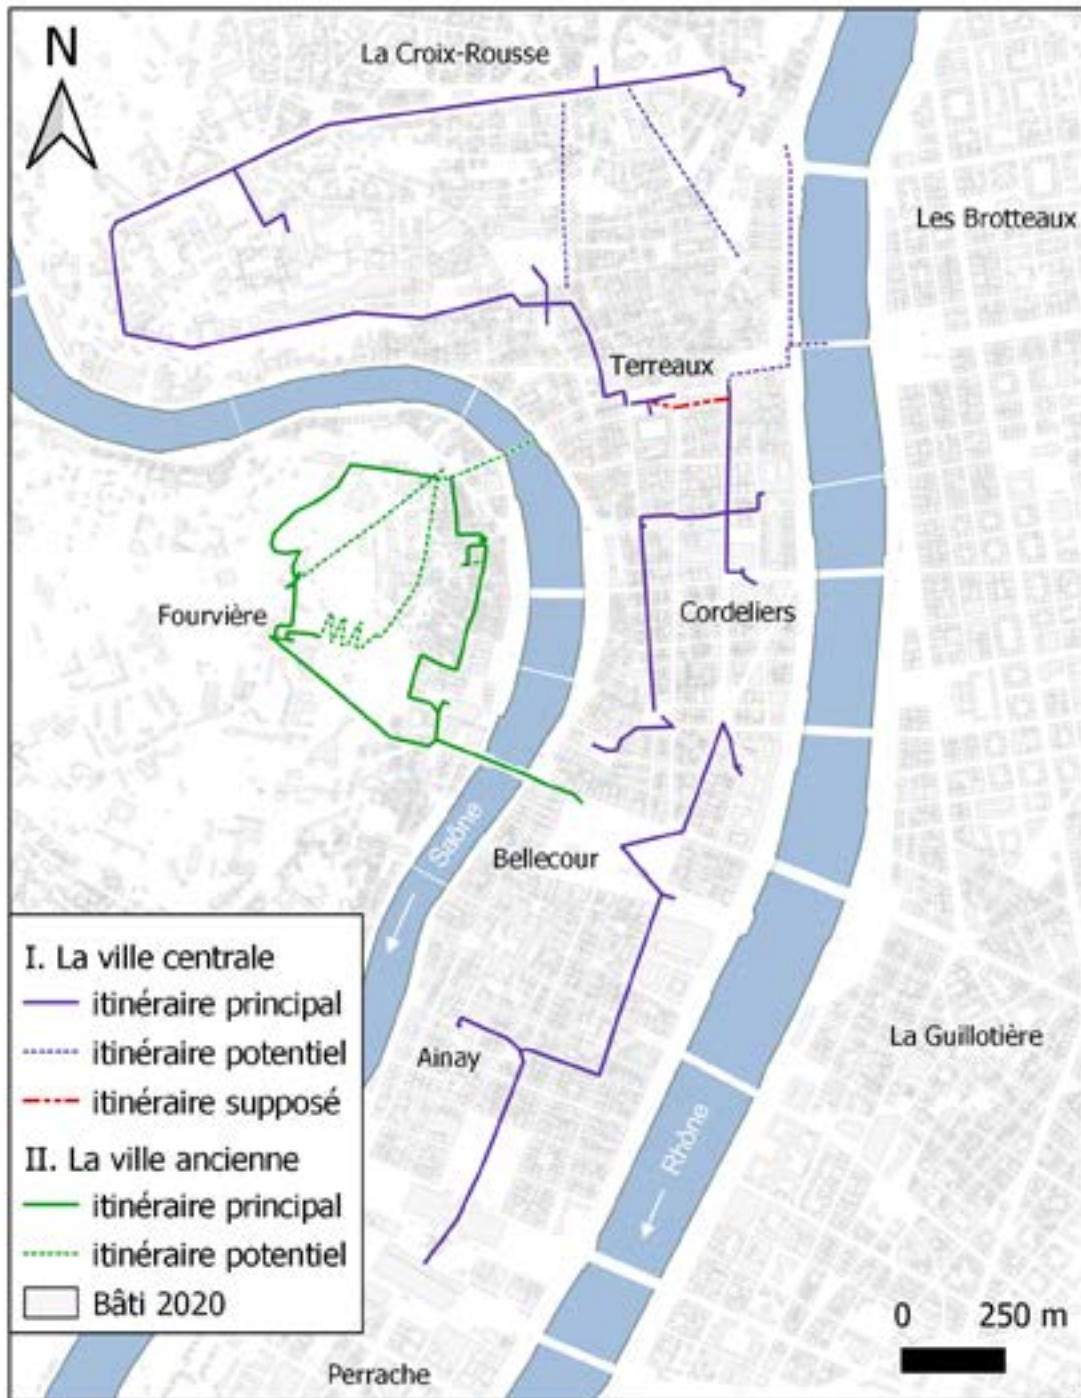 N
La Croix-Rousse
Les Brotteaux
Terreaux
Fourvière
Cordeliers
Saône
Bellecour
I. La ville centrale
itinéraire principal
itinéraire potentiel
itinéraire supposé
II. La ville ancienne
itinéraire principal
itinéraire potentiel
Bâti 2020
Ainay
La Guillotière
Rhône
0 250 m
Perrache